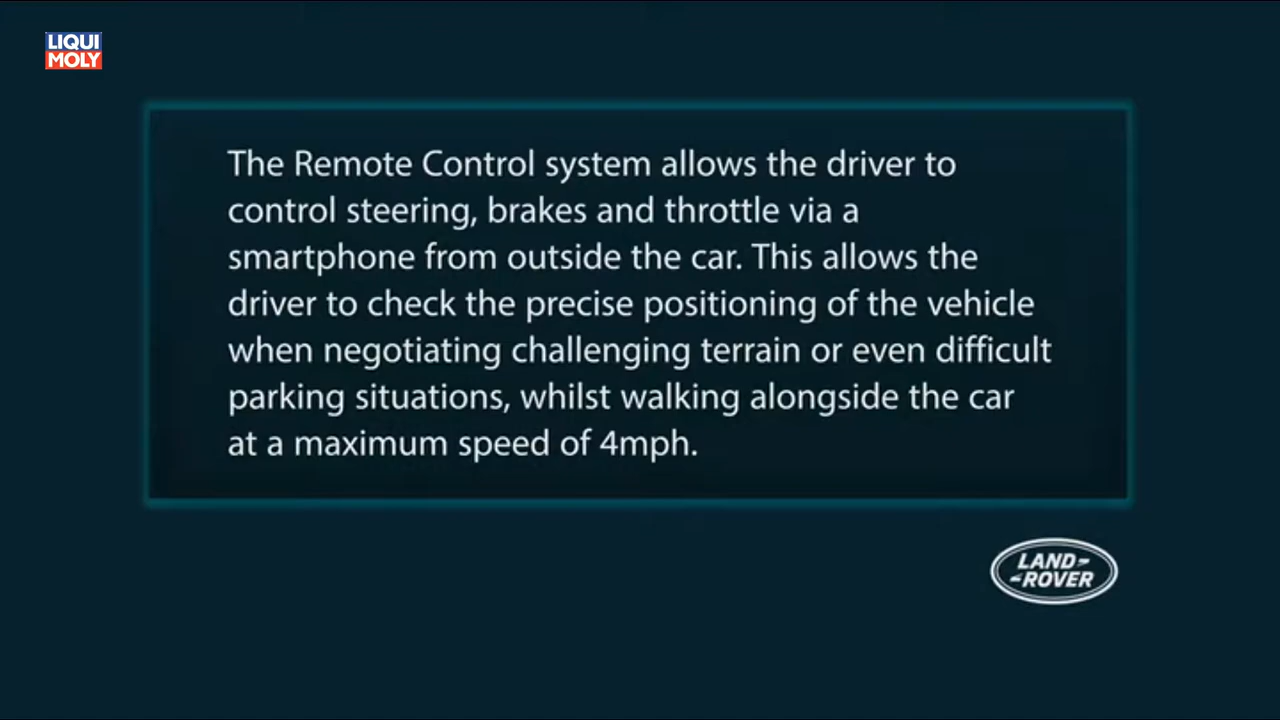 LIQUI
MOLY
The Remote Control system allows the driver to
control steering, brakes and throttle via a
smartphone from outside the car. This allows the
driver to check the precise positioning of the vehicle
when negotiating challenging terrain or even difficult
parking situations, whilst walking alongside the car
at a maximum speed of 4mph.
LAND
ROVER